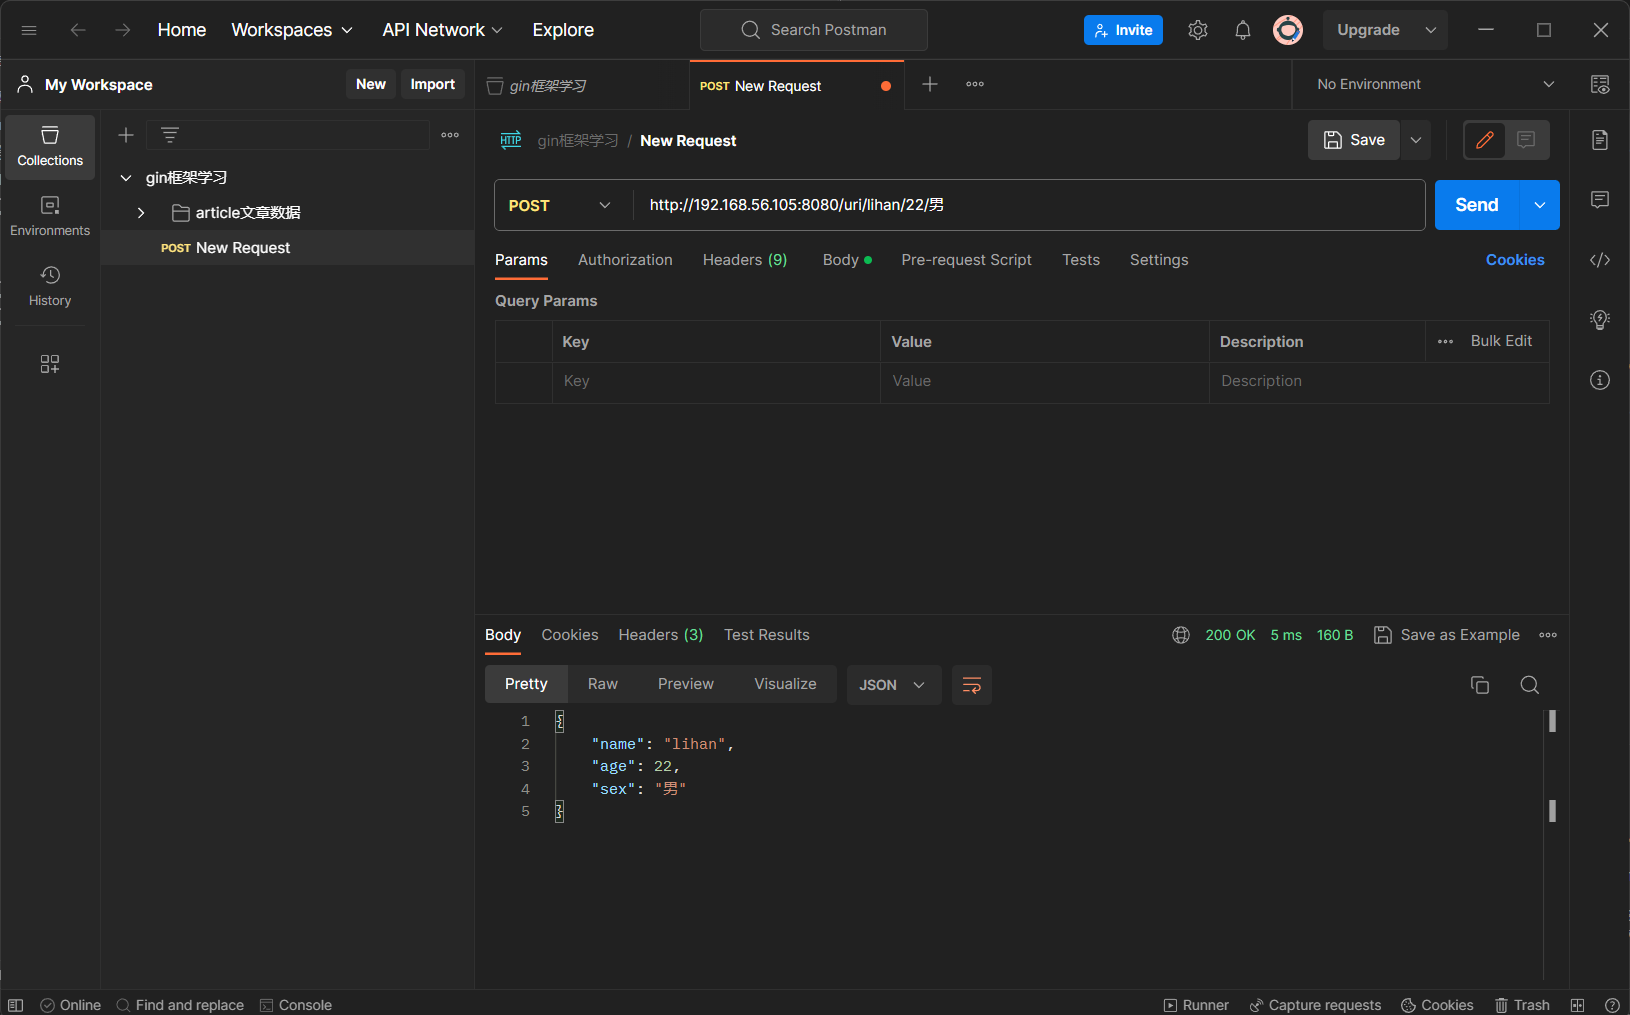 Home Workspaces API Network Explore Search Postman Invite Upgrade
My Workspace New Import gin框架学习 POST New Request No Environment
Collections
Environments
History
gin框架学习
article文章数据
POST New Request
HTTP gin框架学习 / New Request Save
POST http://192.168.56.105:8080/uri/lihan/22/男 Send
Params Authorization Headers (9) Body Pre-request Script Tests Settings Cookies
Query Params
Key Value Description Bulk Edit
Key Value Description
Body Cookies Headers (3) Test Results 200 OK 5 ms 160 B Save as Example
Pretty Raw Preview Visualize JSON
1 {
2 "name": "lihan",
3 "age": 22,
4 "sex": "男"
5 }
Online Find and replace Console Runner Capture requests Cookies Trash